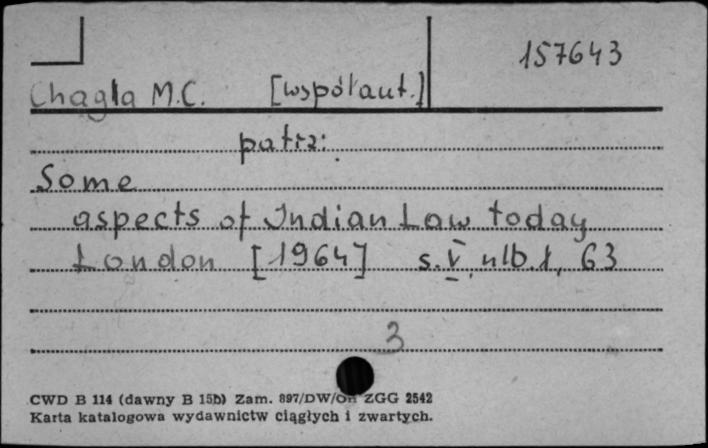 157643
Chagla M.C. [współaut.]
patrz:
Some
aspects of Indian Law today
London [1964] s. V, nlb. 1, 63
3
CWD B 114 (dawny B 15b) Zam. 897/DW/ ZGG 2542
Karta katalogowa wydawnictw ciągłych i zwartych.